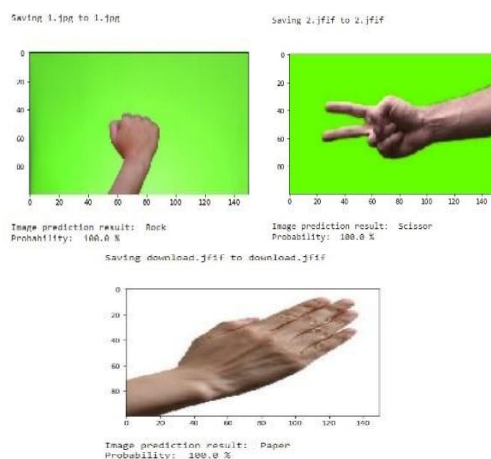 Saving 1.jpg to 1.jpg
0
20
40
60
80
0 20 40 60 80 100 120 140
Image prediction result: Rock
Probability: 100.0 %
Saving 2.jfif to 2.jfif
0
20
40
60
80
0 20 40 60 80 100 120 140
Image prediction result: Scissor
Probability: 100.0 %
Saving download.jfif to download.jfif
0
20
40
60
80
0 20 40 60 80 100 120 140
Image prediction result: Paper
Probability: 100.0 %